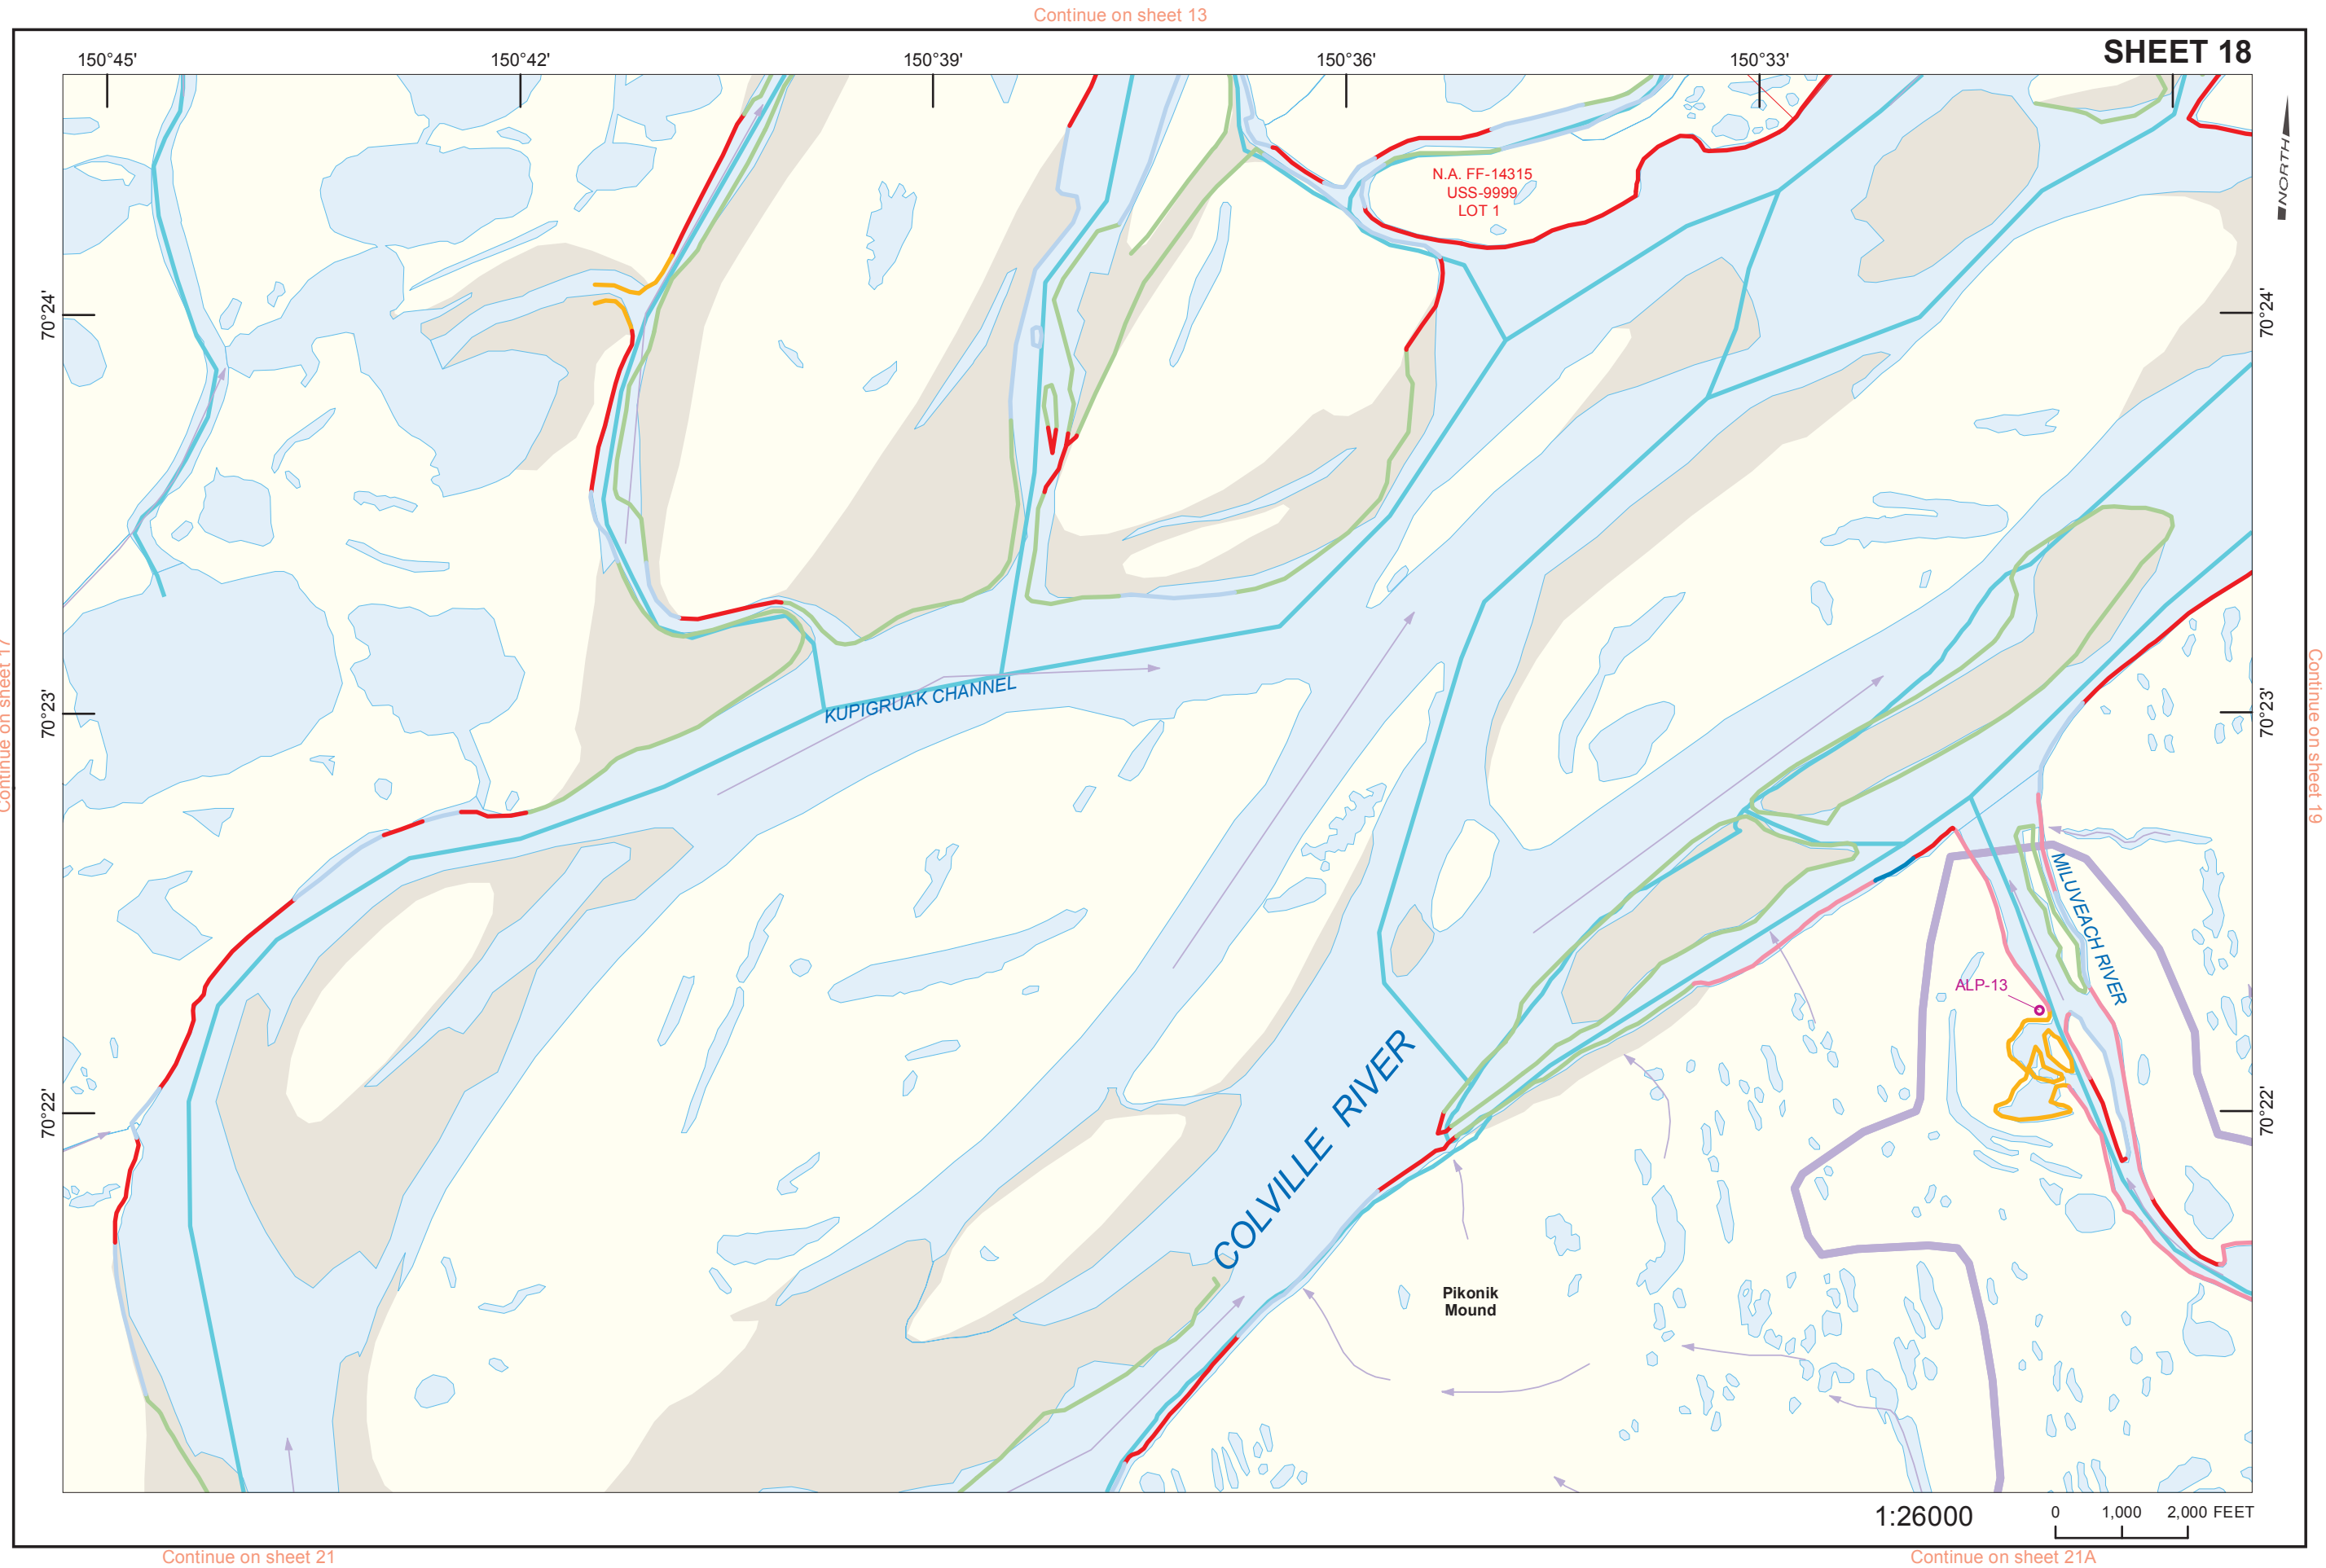 Continue on sheet 13
SHEET 18
150°45'
150°42'
150°39'
150°36'
150°33'
NORTH
N.A. FF-14315
USS-9999
LOT 1
70°24'
70°24'
Continue on sheet 17
Continue on sheet 19
70°23'
70°23'
KUPIGRUAK CHANNEL
MILUVEACH RIVER
ALP-13
COLVILLE RIVER
70°22'
70°22'
Pikonik
Mound
1:26000
0 1,000 2,000 FEET
Continue on sheet 21
Continue on sheet 21A